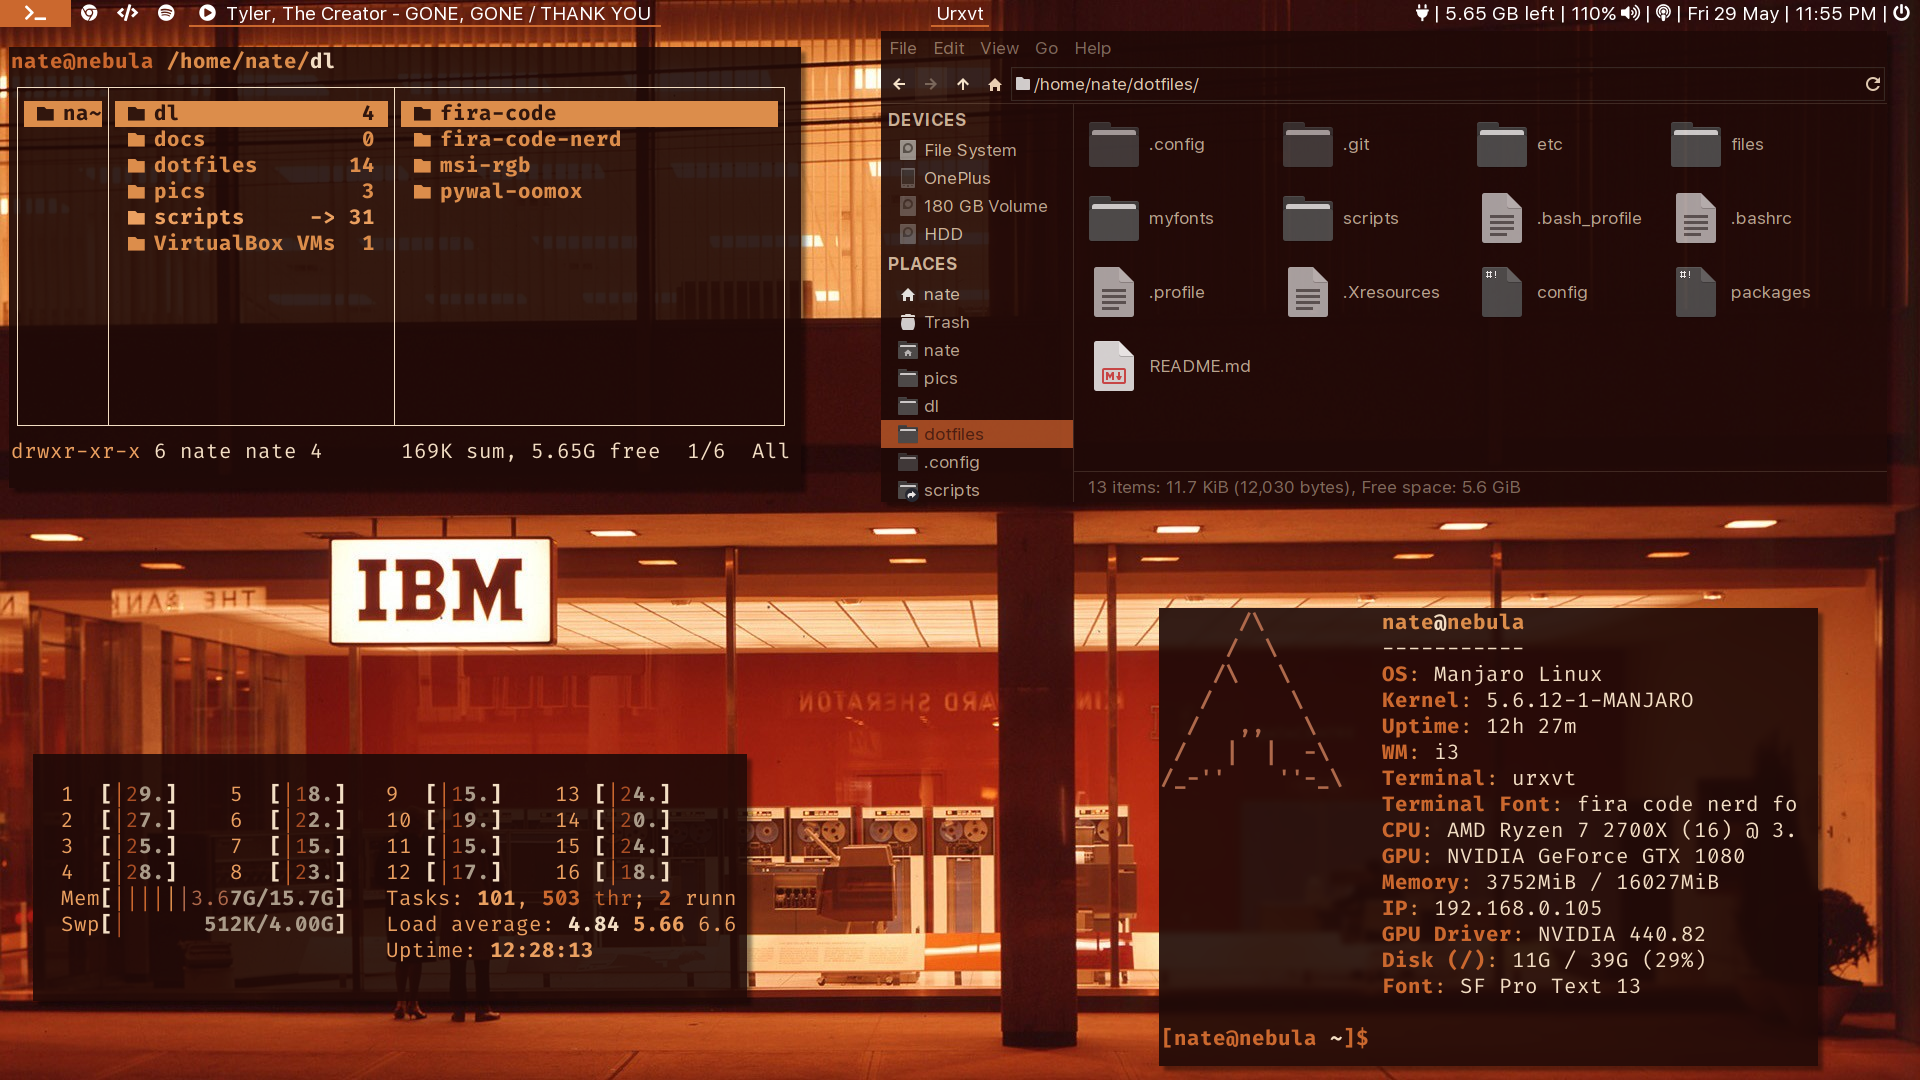 Tyler, The Creator - GONE, GONE / THANK YOU
Urxvt
| 5.65 GB left | 110% | | Fri 29 May | 11:55 PM |
nate@nebula /home/nate/dl
na~
dl 4
docs 0
dotfiles 14
pics 3
scripts -> 31
VirtualBox VMs 1
fira-code
fira-code-nerd
msi-rgb
pywal-oomox
drwxr-xr-x 6 nate nate 4 169K sum, 5.65G free 1/6 All
File Edit View Go Help
/home/nate/dotfiles/
DEVICES
File System
OnePlus
180 GB Volume
HDD
PLACES
nate
Trash
nate
pics
dl
dotfiles
.config
scripts
.config .git etc files
myfonts scripts .bash_profile .bashrc
.profile .Xresources #! config #! packages
M README.md
13 items: 11.7 KiB (12,030 bytes), Free space: 5.6 GiB
IBM
THE BANK
ARD SHERATON
1 [|29.] 5 [|18.] 9 [|15.] 13 [|24.]
2 [|27.] 6 [|22.] 10 [|19.] 14 [|20.]
3 [|25.] 7 [|15.] 11 [|15.] 15 [|24.]
4 [|28.] 8 [|23.] 12 [|17.] 16 [|18.]
Mem[||||||3.67G/15.7G] Tasks: 101, 503 thr; 2 runn
Swp[| 512K/4.00G] Load average: 4.84 5.66 6.6
Uptime: 12:28:13
nate@nebula
-----------
OS: Manjaro Linux
Kernel: 5.6.12-1-MANJARO
Uptime: 12h 27m
WM: i3
Terminal: urxvt
Terminal Font: fira code nerd fo
CPU: AMD Ryzen 7 2700X (16) @ 3.
GPU: NVIDIA GeForce GTX 1080
Memory: 3752MiB / 16027MiB
IP: 192.168.0.105
GPU Driver: NVIDIA 440.82
Disk (/): 11G / 39G (29%)
Font: SF Pro Text 13
[nate@nebula ~]$